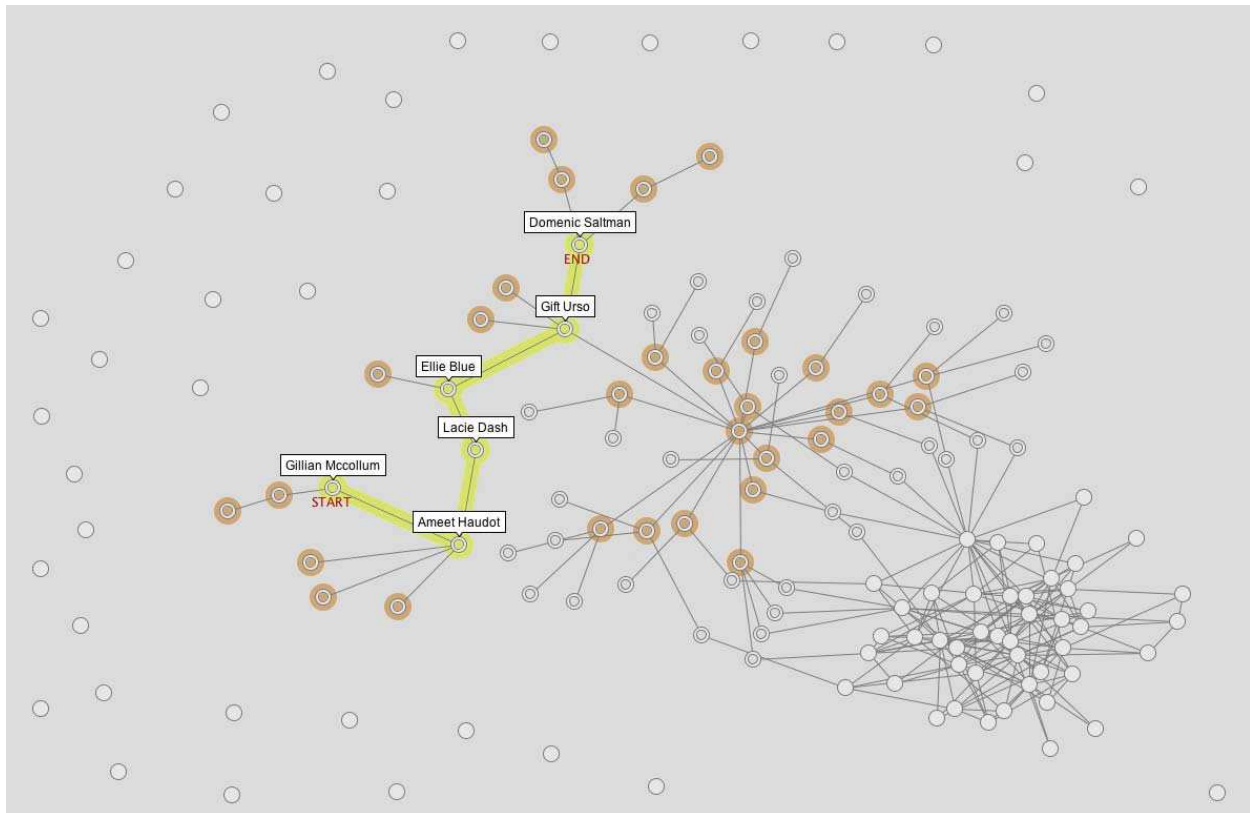 Domenic Saltman
END
Gift Urso
Ellie Blue
Lacie Dash
Gillian Mccollum
START
Ameet Haudot